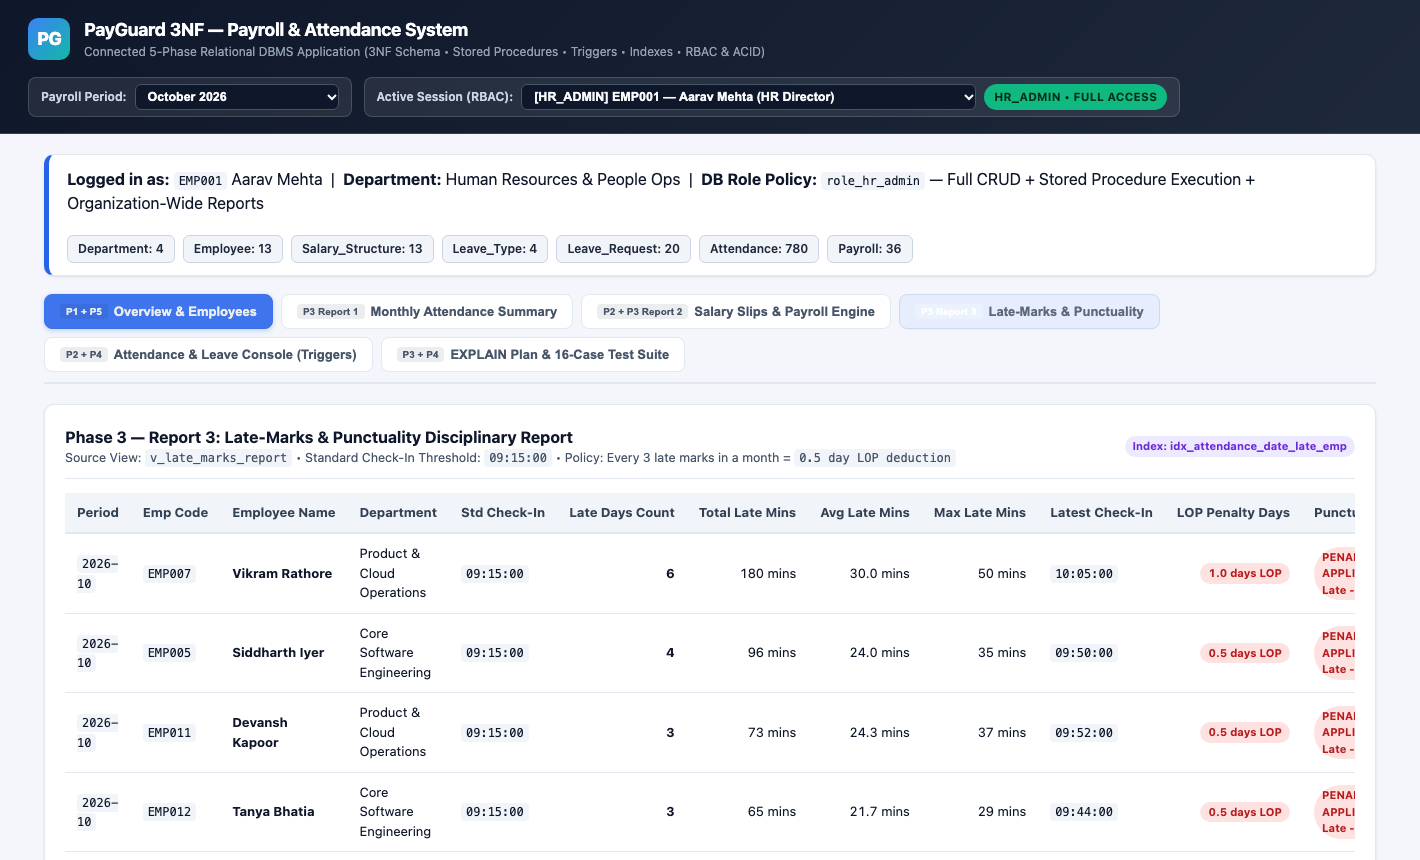 PG
PayGuard 3NF — Payroll & Attendance System
Connected 5-Phase Relational DBMS Application (3NF Schema • Stored Procedures • Triggers • Indexes • RBAC & ACID)
Payroll Period: October 2026
Active Session (RBAC): [HR_ADMIN] EMP001 — Aarav Mehta (HR Director) HR_ADMIN • FULL ACCESS
Logged in as: EMP001 Aarav Mehta | Department: Human Resources & People Ops | DB Role Policy: role_hr_admin — Full CRUD + Stored Procedure Execution +
Organization-Wide Reports
Department: 4 Employee: 13 Salary_Structure: 13 Leave_Type: 4 Leave_Request: 20 Attendance: 780 Payroll: 36
P1 + P5 Overview & Employees P3 Report 1 Monthly Attendance Summary P2 + P3 Report 2 Salary Slips & Payroll Engine P3 Report 3 Late-Marks & Punctuality
P2 + P4 Attendance & Leave Console (Triggers) P3 + P4 EXPLAIN Plan & 16-Case Test Suite
Phase 3 — Report 3: Late-Marks & Punctuality Disciplinary Report
Source View: v_late_marks_report • Standard Check-In Threshold: 09:15:00 • Policy: Every 3 late marks in a month = 0.5 day LOP deduction
Index: idx_attendance_date_late_emp
Period Emp Code Employee Name Department Std Check-In Late Days Count Total Late Mins Avg Late Mins Max Late Mins Latest Check-In LOP Penalty Days
2026-
10
EMP007
Vikram Rathore
Product &
Cloud
Operations
09:15:00 6 180 mins 30.0 mins 50 mins 10:05:00 1.0 days LOP
Late -
2026-
10
EMP005
Siddharth Iyer
Core
Software
Engineering
09:15:00 4 96 mins 24.0 mins 35 mins 09:50:00 0.5 days LOP
Late -
2026-
10
EMP011
Devansh
Kapoor
Product &
Cloud
Operations
09:15:00 3 73 mins 24.3 mins 37 mins 09:52:00 0.5 days LOP
Late -
2026-
10
EMP012
Tanya Bhatia
Core
Software
Engineering
09:15:00 3 65 mins 21.7 mins 29 mins 09:44:00 0.5 days LOP
Late -